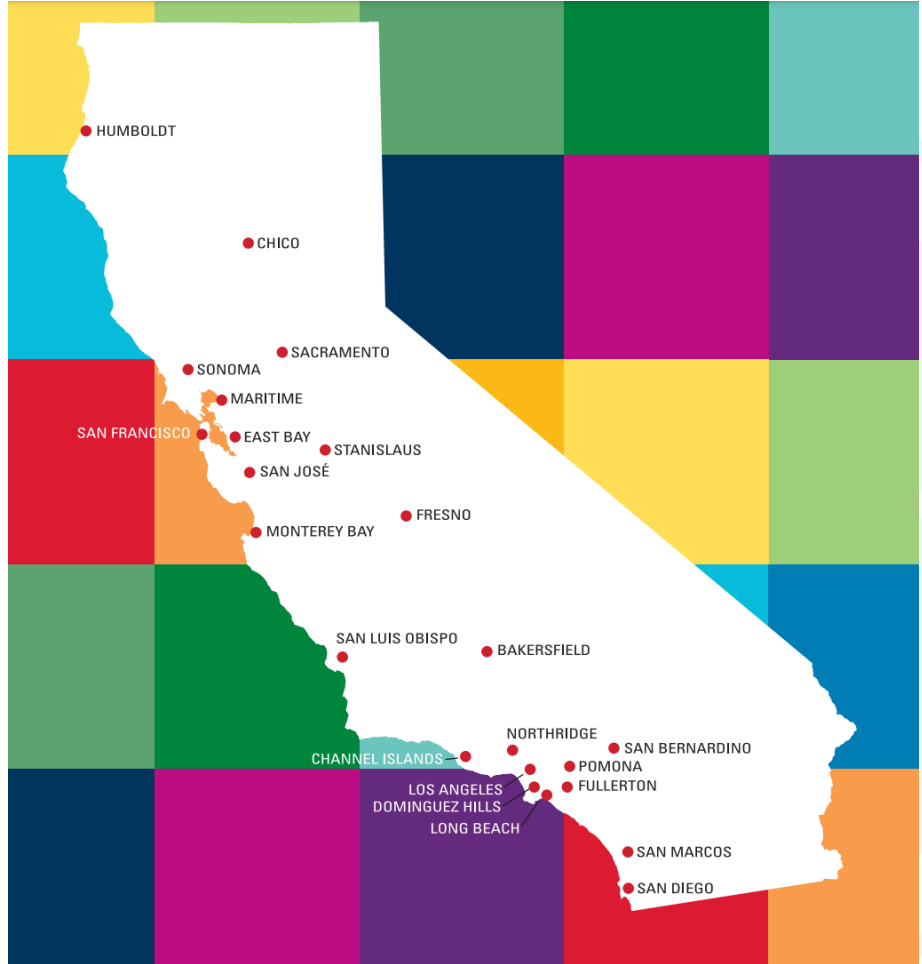 HUMBOLDT
CHICO
SACRAMENTO
SONOMA
MARITIME
SAN FRANCISCO
EAST BAY
STANISLAUS
SAN JOSÉ
FRESNO
MONTEREY BAY
SAN LUIS OBISPO
BAKERSFIELD
NORTHRIDGE
SAN BERNARDINO
CHANNEL ISLANDS
POMONA
LOS ANGELES
FULLERTON
DOMINGUEZ HILLS
LONG BEACH
SAN MARCOS
SAN DIEGO